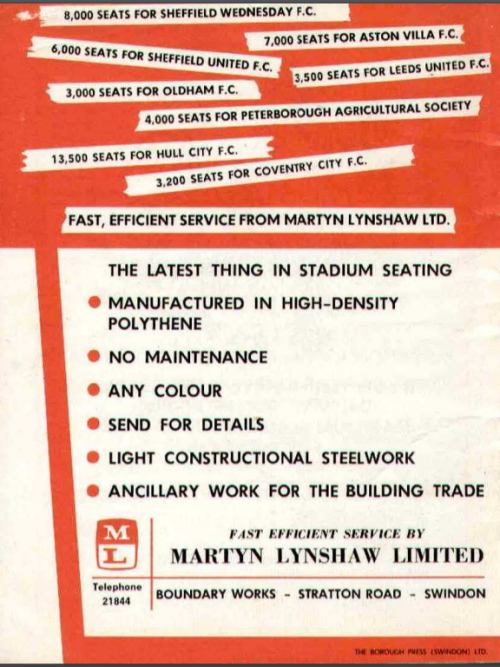 8,000 SEATS FOR SHEFFIELD WEDNESDAY F.C.
7,000 SEATS FOR ASTON VILLA F.C.
6,000 SEATS FOR SHEFFIELD UNITED F.C.
3,500 SEATS FOR LEEDS UNITED F.C.
3,000 SEATS FOR OLDHAM F.C.
4,000 SEATS FOR PETERBOROUGH AGRICULTURAL SOCIETY
13,500 SEATS FOR HULL CITY F.C.
3,200 SEATS FOR COVENTRY CITY F.C.
FAST, EFFICIENT SERVICE FROM MARTYN LYNSHAW LTD.
THE LATEST THING IN STADIUM SEATING
● MANUFACTURED IN HIGH-DENSITY
POLYTHENE
● NO MAINTENANCE
● ANY COLOUR
● SEND FOR DETAILS
● LIGHT CONSTRUCTIONAL STEELWORK
● ANCILLARY WORK FOR THE BUILDING TRADE
M
L
FAST EFFICIENT SERVICE BY
MARTYN LYNSHAW LIMITED
Telephone
21844
BOUNDARY WORKS – STRATTON ROAD – SWINDON
THE BOROUGH PRESS (SWINDON) LTD.